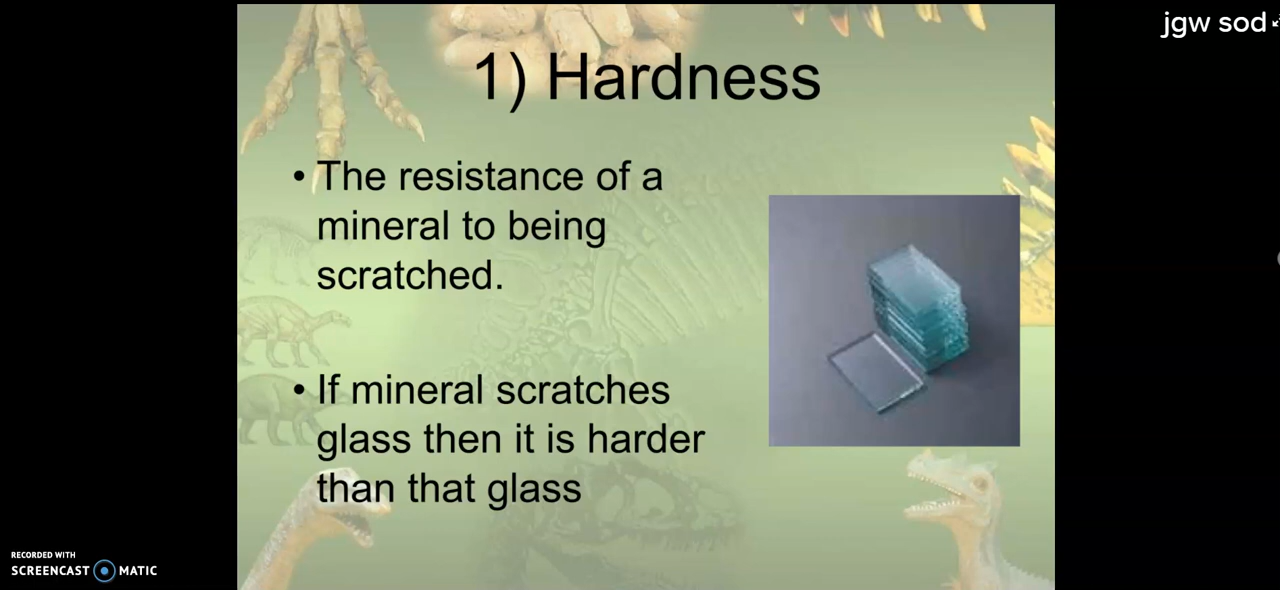 jgw sod
1) Hardness
• The resistance of a
mineral to being
scratched.
• If mineral scratches
glass then it is harder
than that glass
RECORDED WITH
SCREENCAST MATIC